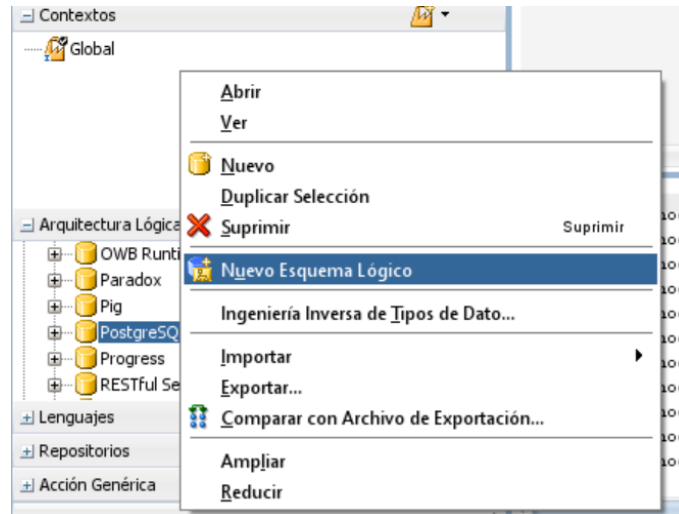 Contextos
Global
Abrir
Ver
Nuevo
Duplicar Selección
Suprimir Suprimir
Nuevo Esquema Lógico
Ingeniería Inversa de Tipos de Dato...
Importar
Exportar...
Comparar con Archivo de Exportación...
Ampliar
Reducir
Arquitectura Lógica
OWB Runti
Paradox
Pig
PostgreSQ
Progress
RESTful Se
Lenguajes
Repositorios
Acción Genérica